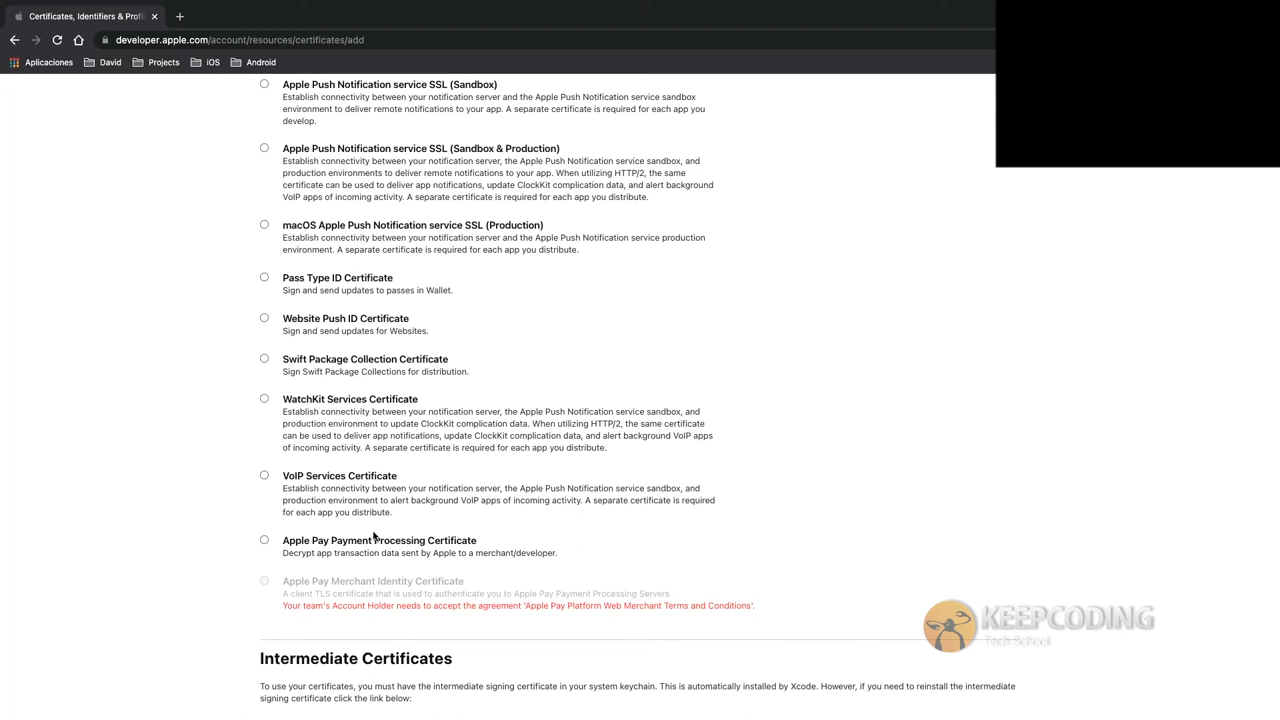 Certificates, Identifiers & Prof
developer.apple.com/account/resources/certificates/add
Aplicaciones David Projects iOS Android
Apple Push Notification service SSL (Sandbox)
Establish connectivity between your notification server and the Apple Push Notification service sandbox
environment to deliver remote notifications to your app. A separate certificate is required for each app you
develop.
Apple Push Notification service SSL (Sandbox & Production)
Establish connectivity between your notification server, the Apple Push Notification service sandbox, and
production environments to deliver remote notifications to your app. When utilizing HTTP/2, the same
certificate can be used to deliver app notifications, update ClockKit complication data, and alert background
VoIP apps of incoming activity. A separate certificate is required for each app you distribute.
macOS Apple Push Notification service SSL (Production)
Establish connectivity between your notification server and the Apple Push Notification service production
environment. A separate certificate is required for each app you distribute.
Pass Type ID Certificate
Sign and send updates to passes in Wallet.
Website Push ID Certificate
Sign and send updates for Websites.
Swift Package Collection Certificate
Sign Swift Package Collections for distribution.
WatchKit Services Certificate
Establish connectivity between your notification server, the Apple Push Notification service sandbox, and
production environment to update ClockKit complication data. When utilizing HTTP/2, the same certificate
can be used to deliver app notifications, update ClockKit complication data, and alert background VoIP apps
of incoming activity. A separate certificate is required for each app you distribute.
VoIP Services Certificate
Establish connectivity between your notification server, the Apple Push Notification service sandbox, and
production environment to alert background VoIP apps of incoming activity. A separate certificate is required
for each app you distribute.
Apple Pay Payment Processing Certificate
Decrypt app transaction data sent by Apple to a merchant/developer.
Apple Pay Merchant Identity Certificate
A client TLS certificate that is used to authenticate you to Apple Pay Payment Processing Servers
Your team's Account Holder needs to accept the agreement 'Apple Pay Platform Web Merchant Terms and Conditions'.
KEEPCODING
Tech School
Intermediate Certificates
To use your certificates, you must have the intermediate signing certificate in your system keychain. This is automatically installed by Xcode. However, if you need to reinstall the intermediate
signing certificate click the link below: